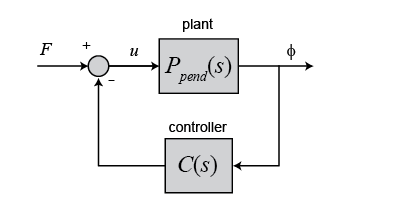 plant
F + u P_pend(s) ϕ
−
controller
C(s)